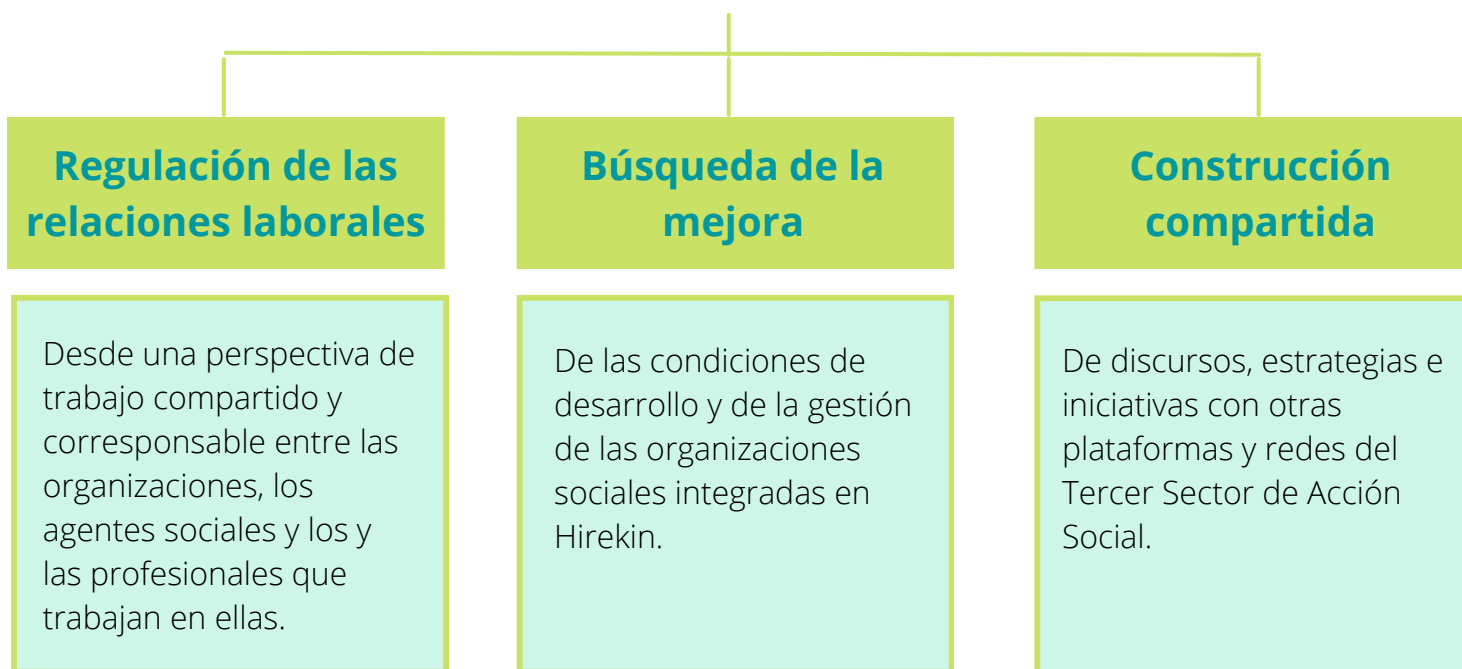 Regulación de las
relaciones laborales
Desde una perspectiva de
trabajo compartido y
corresponsable entre las
organizaciones, los
agentes sociales y los y
las profesionales que
trabajan en ellas.
Búsqueda de la
mejora
De las condiciones de
desarrollo y de la gestión
de las organizaciones
sociales integradas en
Hirekin.
Construcción
compartida
De discursos, estrategias e
iniciativas con otras
plataformas y redes del
Tercer Sector de Acción
Social.